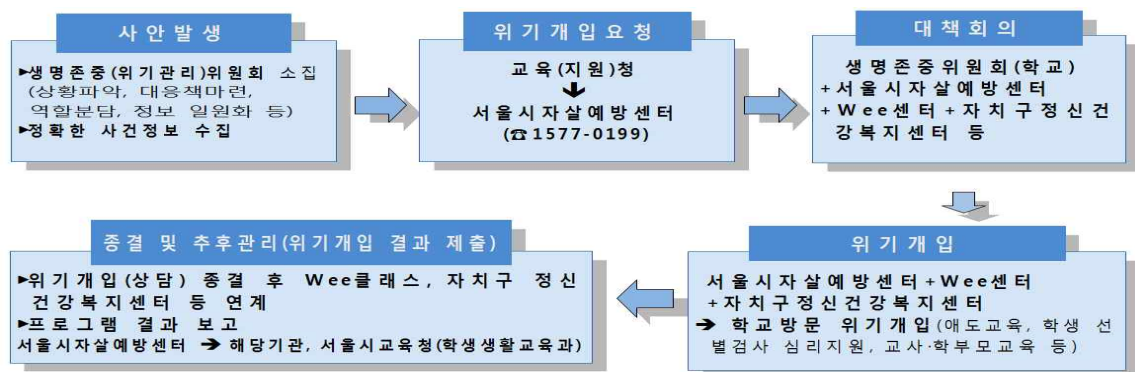 사안발생
►생명존중(위기관리)위원회 소집
(상황파악, 대응책마련,
역할분담, 정보 일원화 등)
►정확한 사건정보 수집
위기개입요청
교육(지원)청
🡇
서울시자살예방센터
(☎1577-0199)
대책회의
생명존중위원회(학교)
+서울시자살예방센터
+Wee센터+자치구정신건
강복지센터 등
위기개입
서울시자살예방센터+Wee센터
+자치구정신건강복지센터
➔ 학교방문 위기개입(애도교육, 학생 선
별검사 심리지원, 교사·학부모교육 등)
종결 및 추후관리(위기개입 결과 제출)
►위기개입(상담) 종결 후 Wee클래스, 자치구 정신
건강복지센터 등 연계
►프로그램 결과 보고
서울시자살예방센터 ➔ 해당기관, 서울시교육청(학생생활교육과)